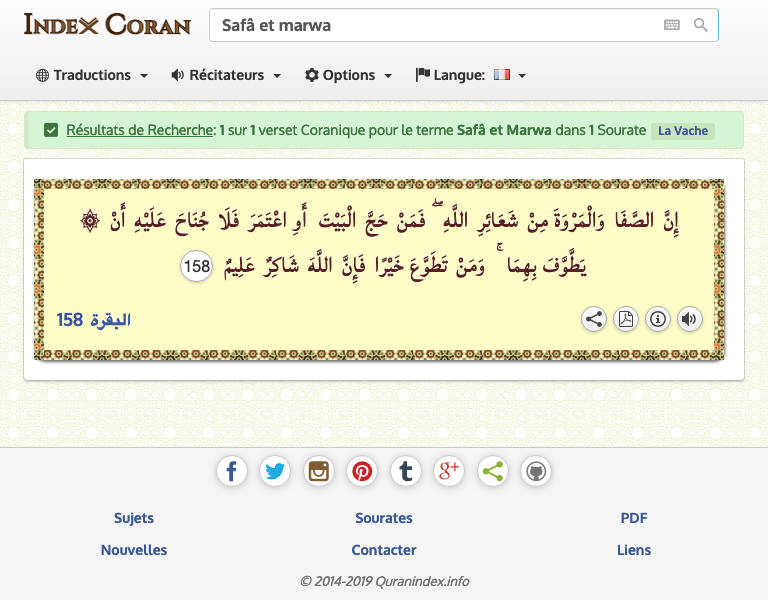 INDEX CORAN
Safâ et marwa
Traductions
Récitateurs
Options
Langue:
Résultats de Recherche: 1 sur 1 verset Coranique pour le terme Safâ et Marwa dans 1 Sourate La Vache
إِنَّ الصَّفَا وَالْمَرْوَةَ مِنْ شَعَائِرِ اللَّهِ ۖ فَمَنْ حَجَّ الْبَيْتَ أَوِ اعْتَمَرَ فَلَا جُنَاحَ عَلَيْهِ أَنْ ۞
يَطَّوَّفَ بِهِمَا ۚ وَمَنْ تَطَوَّعَ خَيْرًا فَإِنَّ اللَّهَ شَاكِرٌ عَلِيمٌ 158
البقرة 158
f
t
g+
Sujets
Sourates
PDF
Nouvelles
Contacter
Liens
© 2014-2019 Quranindex.info